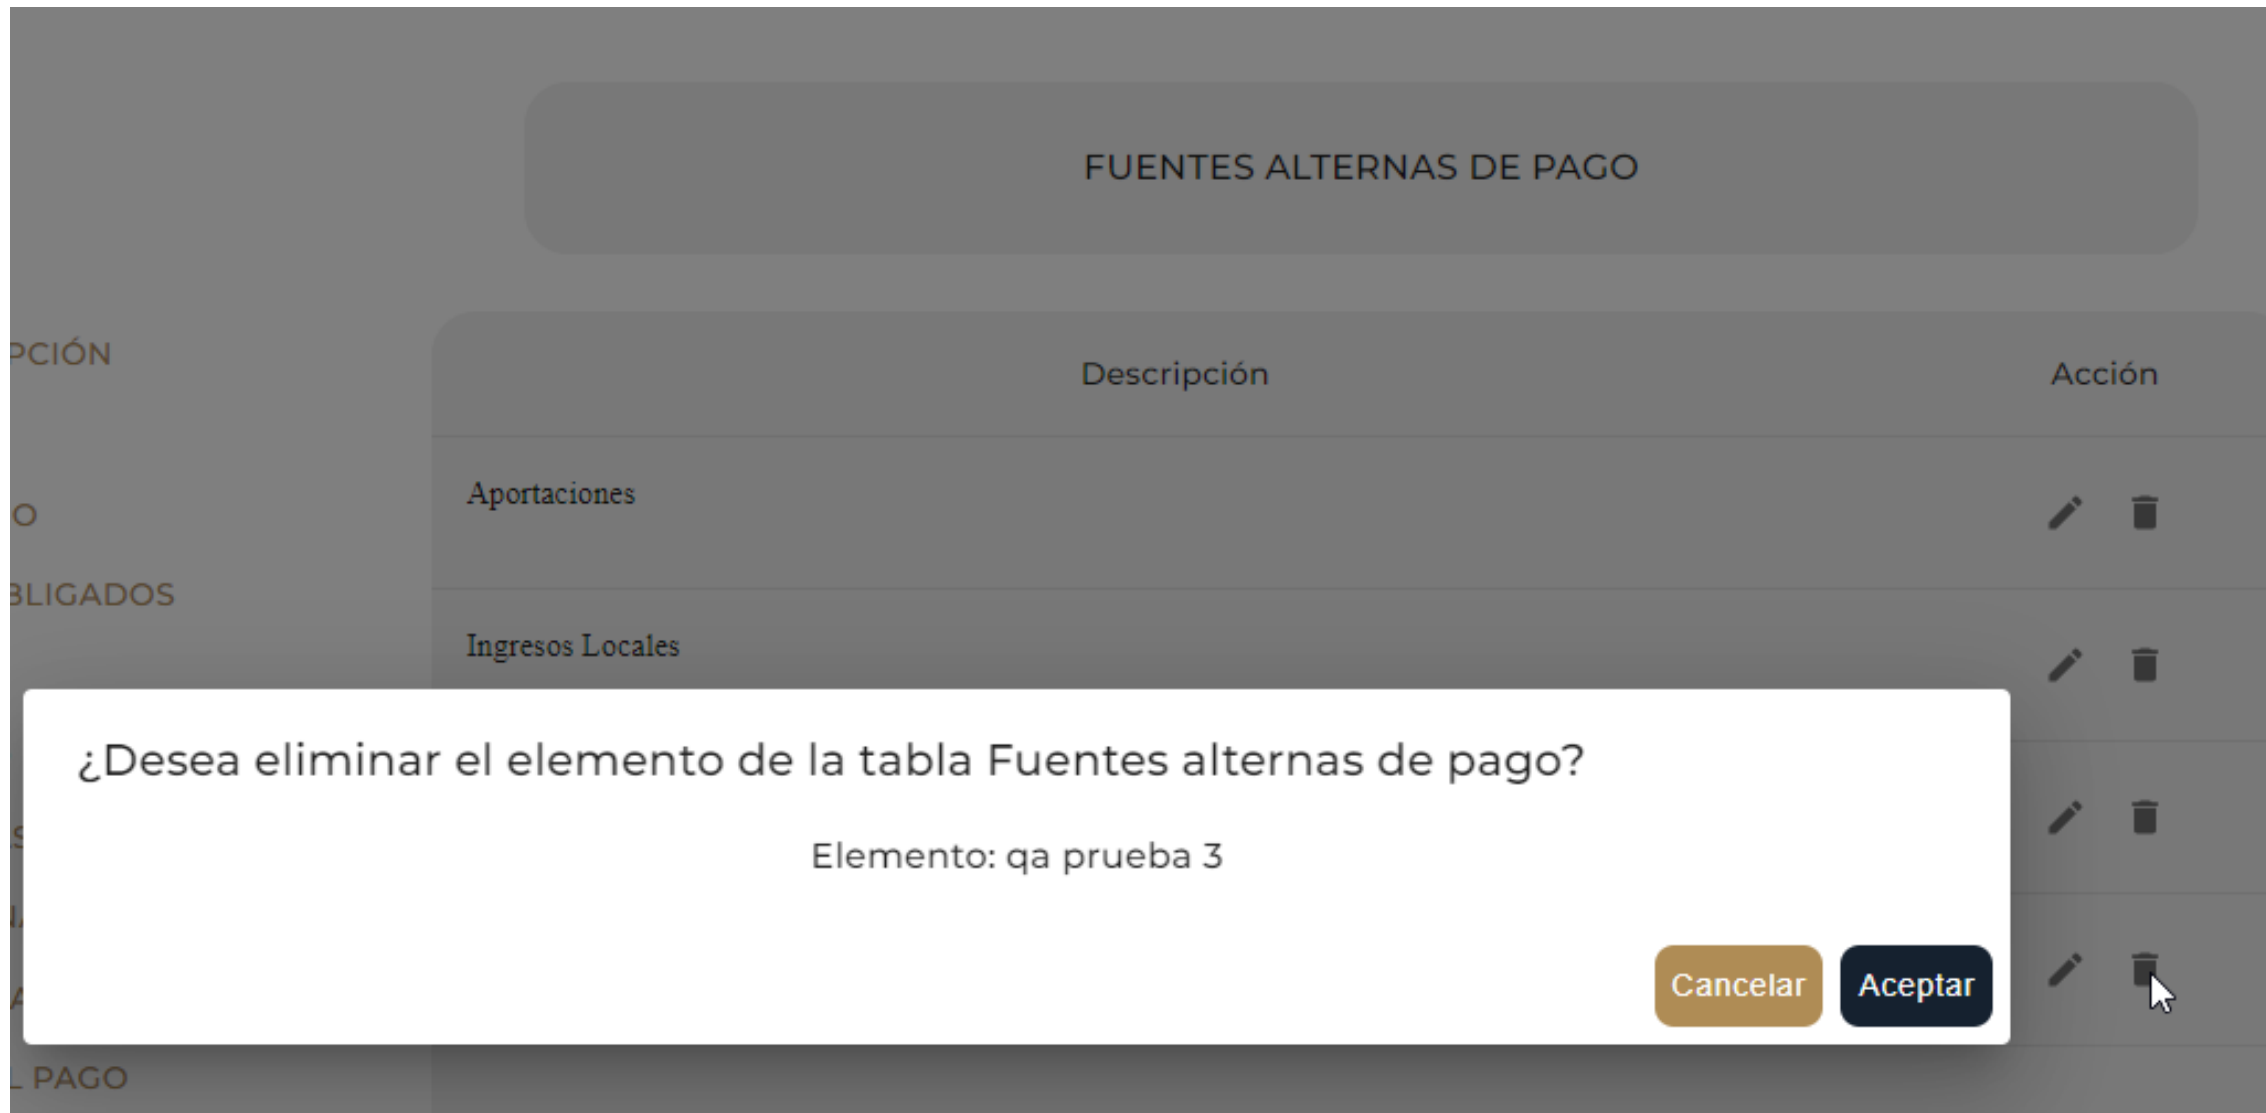 FUENTES ALTERNAS DE PAGO
PCIÓN
Descripción
Acción
Aportaciones
O
BLIGADOS
Ingresos Locales
¿Desea eliminar el elemento de la tabla Fuentes alternas de pago?
Elemento: qa prueba 3
Cancelar
Aceptar
L PAGO